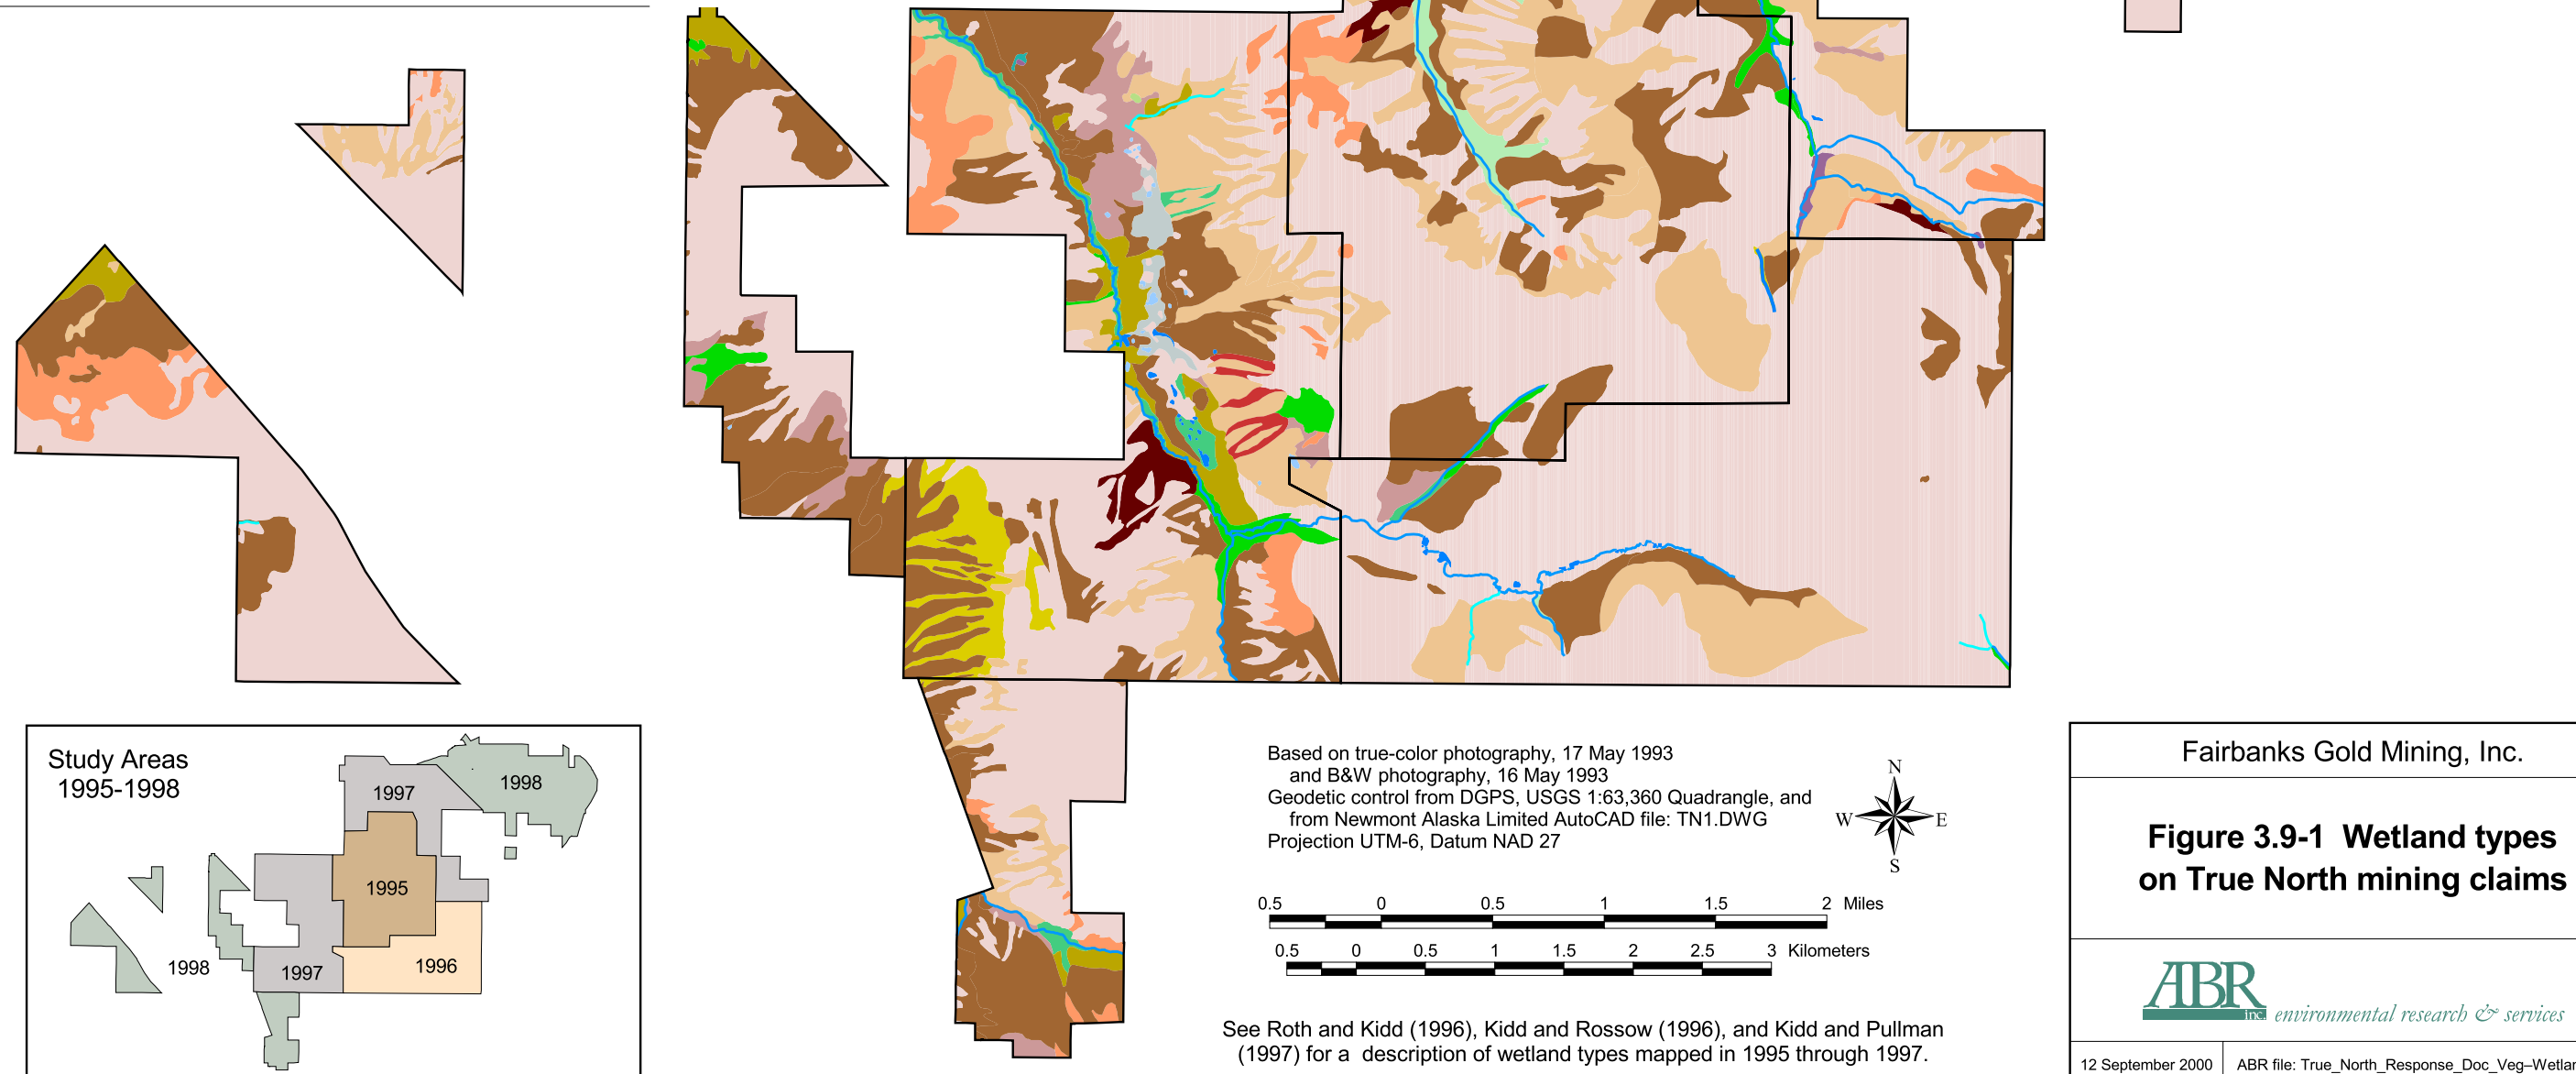 Study Areas
1995-1998
1997
1998
1995
1998
1997
1996
Based on true-color photography, 17 May 1993
and B&W photography, 16 May 1993
Geodetic control from DGPS, USGS 1:63,360 Quadrangle, and
from Newmont Alaska Limited AutoCAD file: TN1.DWG
Projection UTM-6, Datum NAD 27
N
W E
S
0.5 0 0.5 1 1.5 2 Miles
0.5 0 0.5 1 1.5 2 2.5 3 Kilometers
See Roth and Kidd (1996), Kidd and Rossow (1996), and Kidd and Pullman
(1997) for a description of wetland types mapped in 1995 through 1997.
Fairbanks Gold Mining, Inc.
Figure 3.9-1 Wetland types
on True North mining claims
ABR inc. environmental research & services
12 September 2000 ABR file: True_North_Response_Doc_Veg–Wetlan